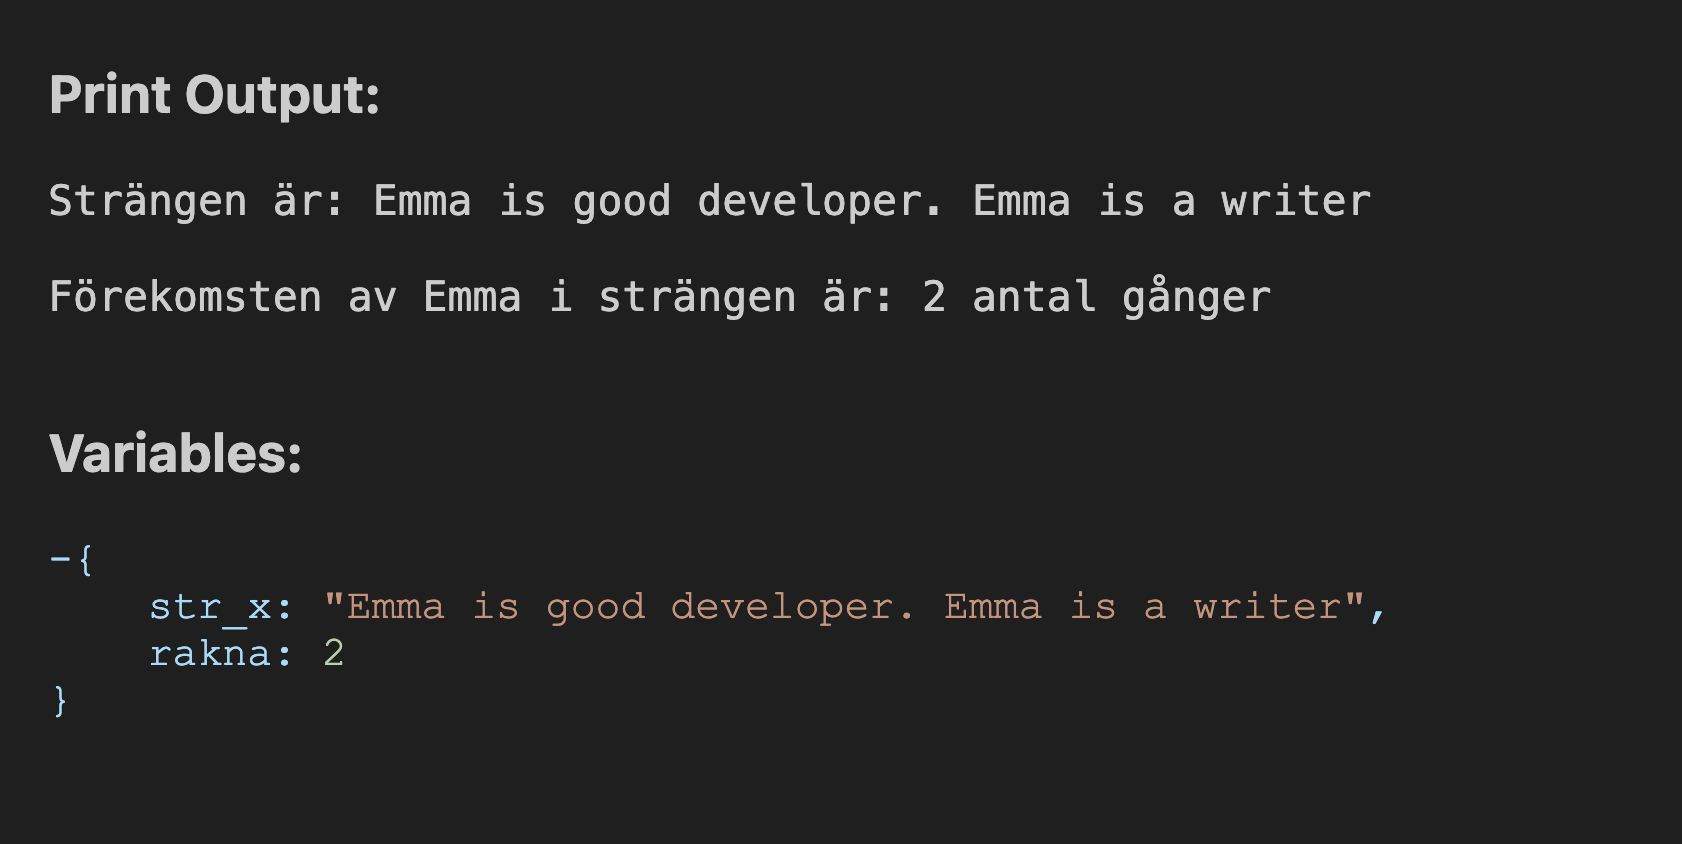 Print Output:
Strängen är: Emma is good developer. Emma is a writer
Förekomsten av Emma i strängen är: 2 antal gånger
Variables:
-{
    str_x: "Emma is good developer. Emma is a writer",
    rakna: 2
}